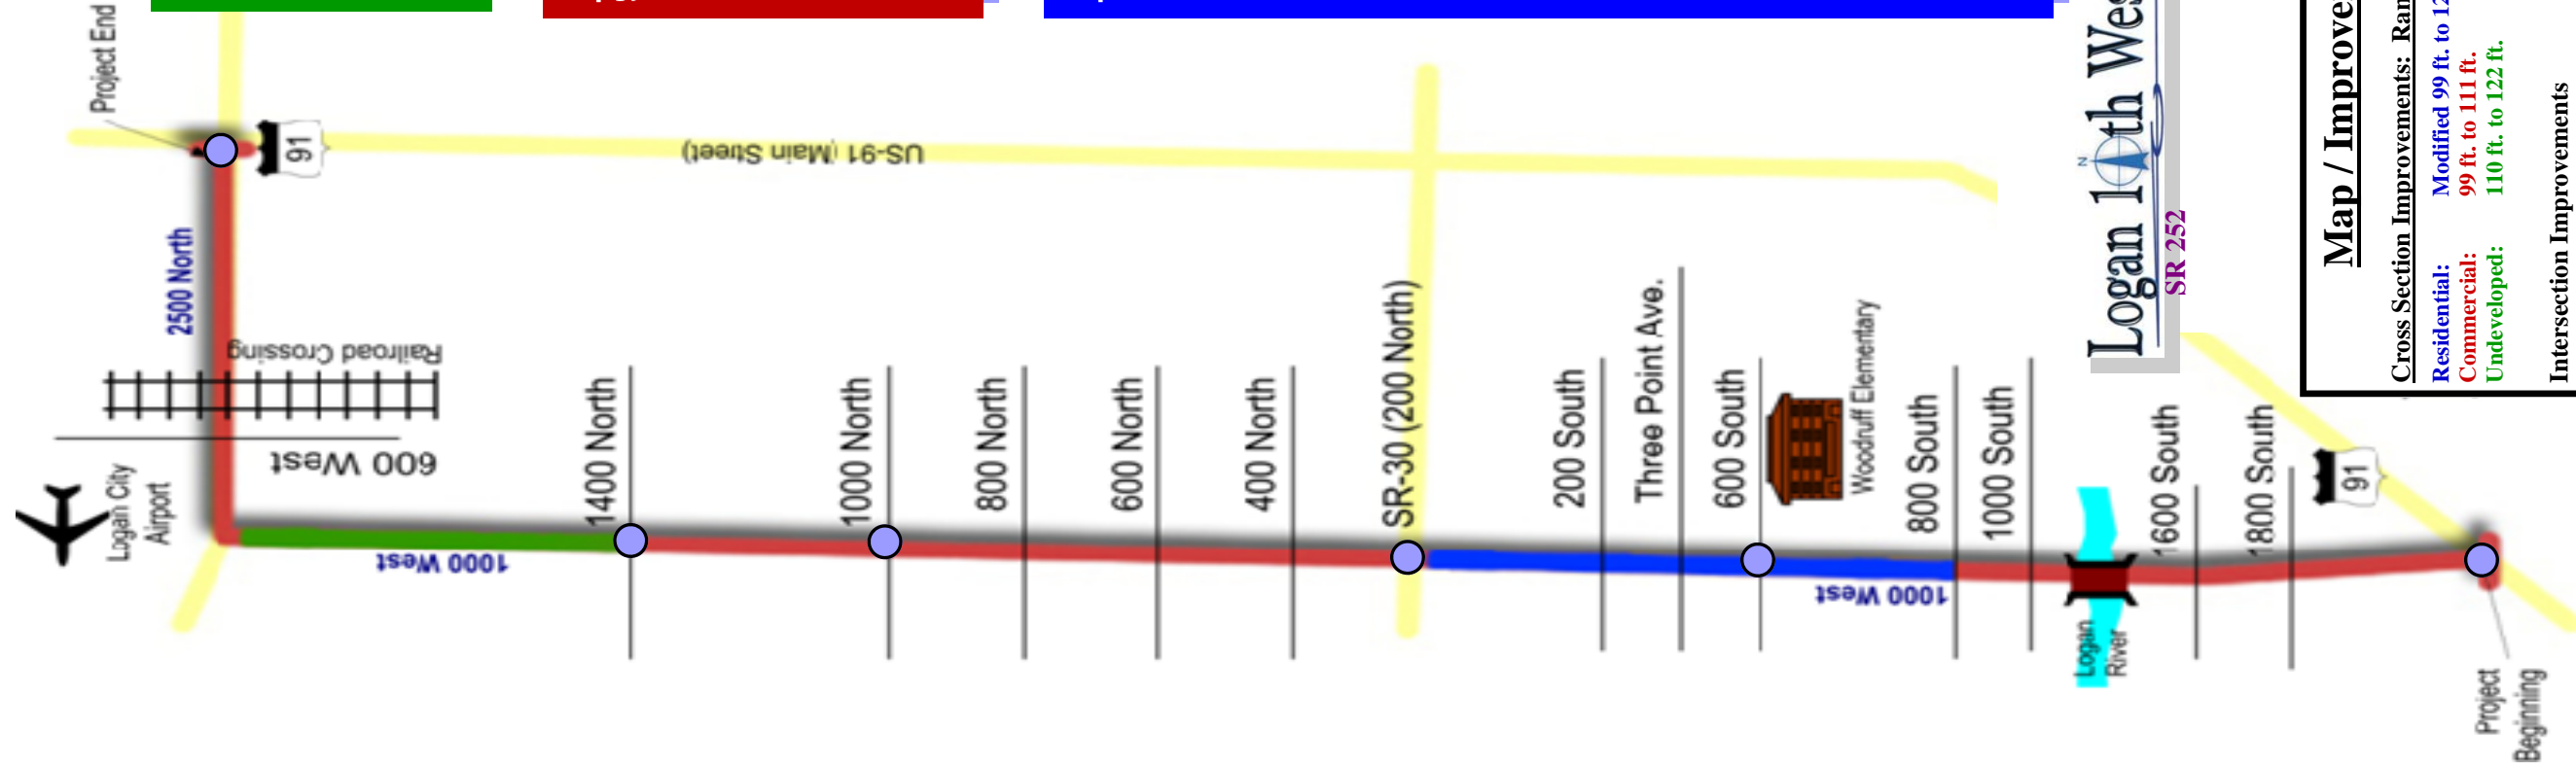 Project End
91
US-91 (Main Street)
2500 North
Railroad Crossing
600 West
Logan City
Airport
1000 West
1400 North
1000 North
800 North
600 North
400 North
SR-30 (200 North)
200 South
Three Point Ave.
600 South
Woodruff Elementary
800 South
1000 South
1000 West
Logan
River
1600 South
1800 South
91
Project
Beginning
N
Logan 10th Wes
SR 252
Map / Improve
Cross Section Improvements: Ran
Residential: Modified 99 ft. to 12
Commercial: 99 ft. to 111 ft.
Undeveloped: 110 ft. to 122 ft.
Intersection Improvements